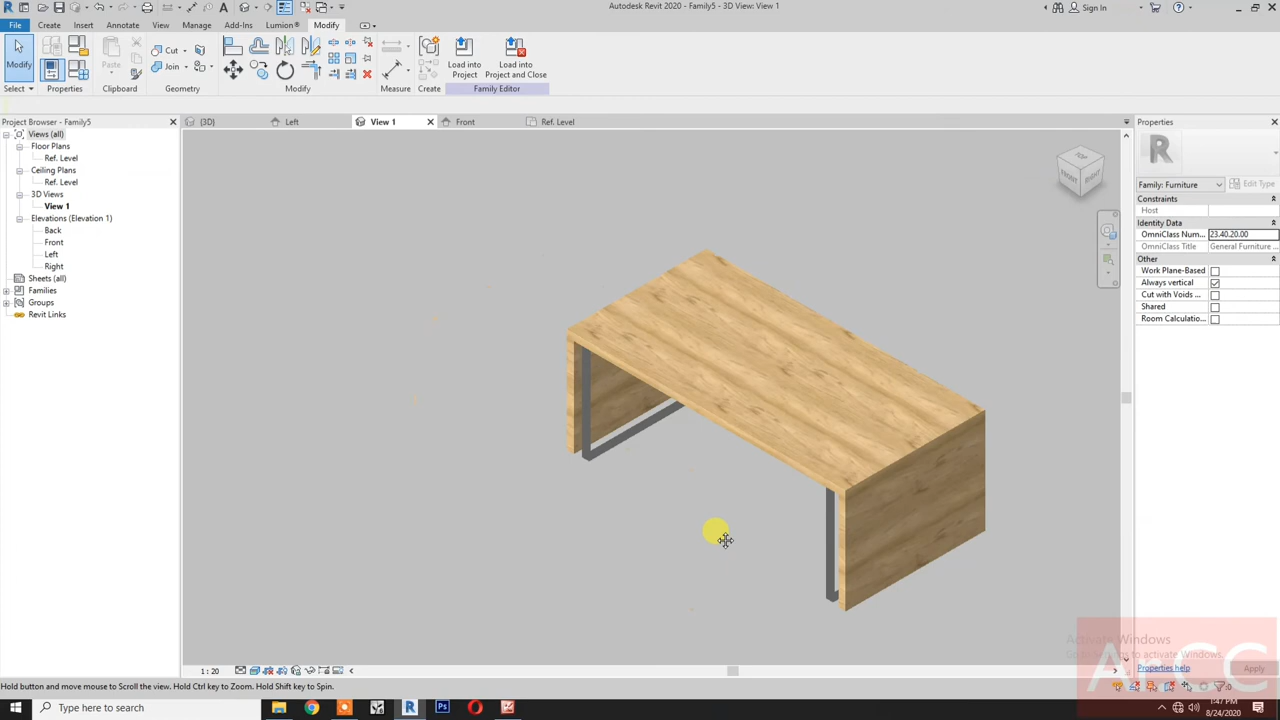 Autodesk Revit 2020 - Family5 - 3D View: View 1
Sign In
File Create Insert Annotate View Manage Add-Ins Lumion® Modify
Modify
Paste
Cut
Join
Load into
Project
Load into
Project and Close
Select Properties Clipboard Geometry Modify Measure Create Family Editor
Project Browser - Family5
{3D} Left View 1 Front Ref. Level
Properties
Views (all)
Floor Plans
Ref. Level
Ceiling Plans
Ref. Level
3D Views
View 1
Elevations (Elevation 1)
Back
Front
Left
Right
Sheets (all)
Families
Groups
Revit Links
TOP
FRONT
RIGHT
Family: Furniture
Edit Type
Constraints
Host
Identity Data
OmniClass Num... 23.40.20.00
OmniClass Title General Furniture ...
Other
Work Plane-Based
Always vertical
Cut with Voids ...
Shared
Room Calculatio...
Activate Windows
ARCC
Properties help
Apply
1 : 20
Hold button and move mouse to Scroll the view. Hold Ctrl key to Zoom. Hold Shift key to Spin.
:0
Type here to search
1:47 PM
8/24/2020